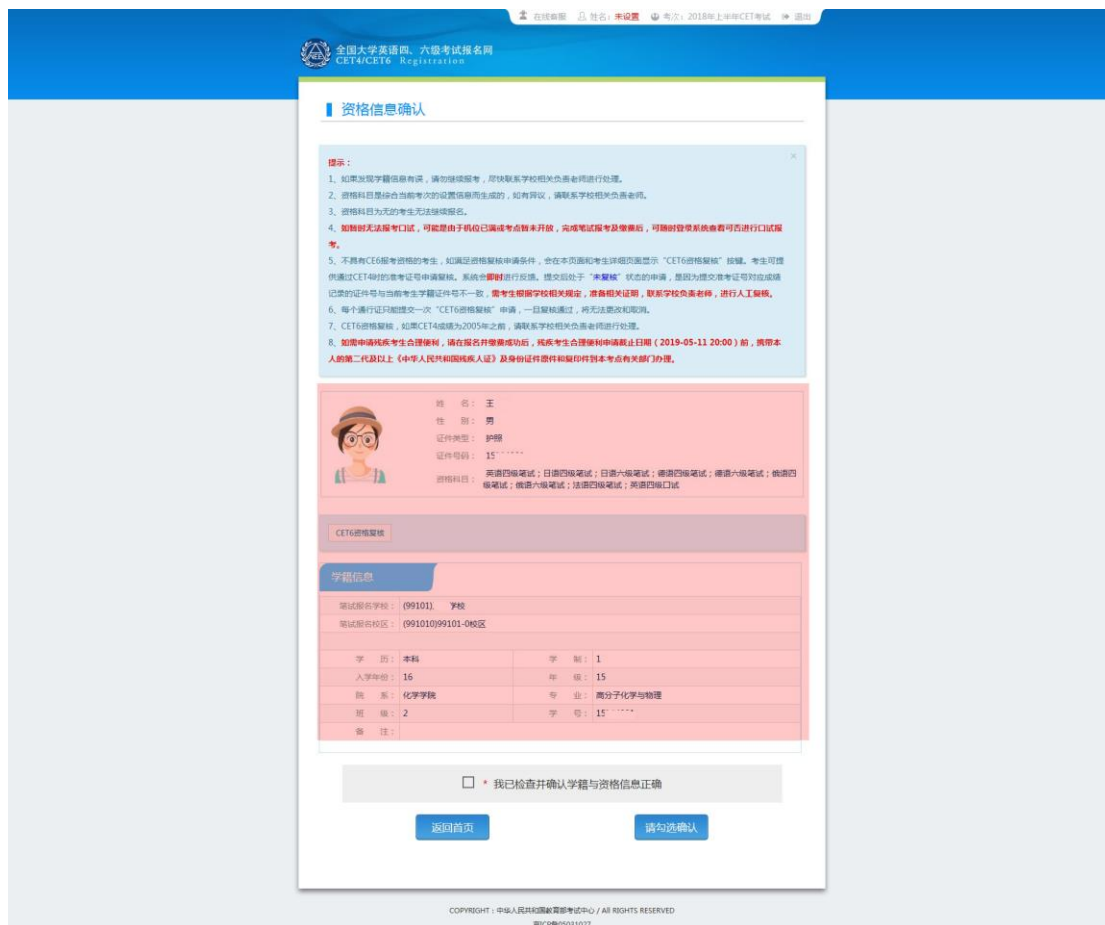 在线客服 姓名：未设置 考次：2018年上半年CET考试 退出
全国大学英语四、六级考试报名网
CET4/CET6 Registration
资格信息确认
提示：
1、如果发现学籍信息有误，请勿继续报考，尽快联系学校相关负责老师进行处理。
2、资格科目是综合当前考次的设置信息而生成的，如有异议，请联系学校相关负责老师。
3、资格科目为无的考生无法继续报名。
4、如暂时无法报考口试，可能是由于机位已满或考点暂未开放，完成笔试报考及缴费后，可随时登录系统查看可否进行口试报
考。
5、不具有CE6报考资格的考生，如满足资格复核申请条件，会在本页面和考生详细页面显示“CET6资格复核”按键。考生可提
供通过CET4时的准考证号申请复核。系统会即时进行反馈。提交后处于“未复核”状态的申请，是因为提交准考证号对应成绩
记录的证件号与当前考生学籍证件号不一致，需考生根据学校相关规定，准备相关证明，联系学校负责老师，进行人工复核。
6、每个通行证只能提交一次“CET6资格复核”申请，一旦复核通过，将无法更改和取消。
7、CET6资格复核，如果CET4成绩为2005年之前，请联系学校相关负责老师进行处理。
8、如需申请残疾考生合理便利，请在报名并缴费成功后，残疾考生合理便利申请截止日期（2019-05-11 20:00）前，携带本
人的第二代及以上《中华人民共和国残疾人证》及身份证件原件和复印件到本考点有关部门办理。
姓 名： 王
性 别： 男
证件类型： 护照
证件号码： 15
资格科目： 英语四级笔试；日语四级笔试；日语六级笔试；德语四级笔试；德语六级笔试；俄语四
级笔试；俄语六级笔试；法语四级笔试；英语四级口试
CET6资格复核
学籍信息
笔试报名学校： (99101) 学校
笔试报名校区： (991010)99101-0校区
学 历： 本科 学 制： 1
入学年份： 16 年 级： 15
院 系： 化学学院 专 业： 高分子化学与物理
班 级： 2 学 号： 15
备 注：
* 我已检查并确认学籍与资格信息正确
返回首页 请勾选确认
COPYRIGHT：中华人民共和国教育部考试中心 / All RIGHTS RESERVED
京ICP备05031027